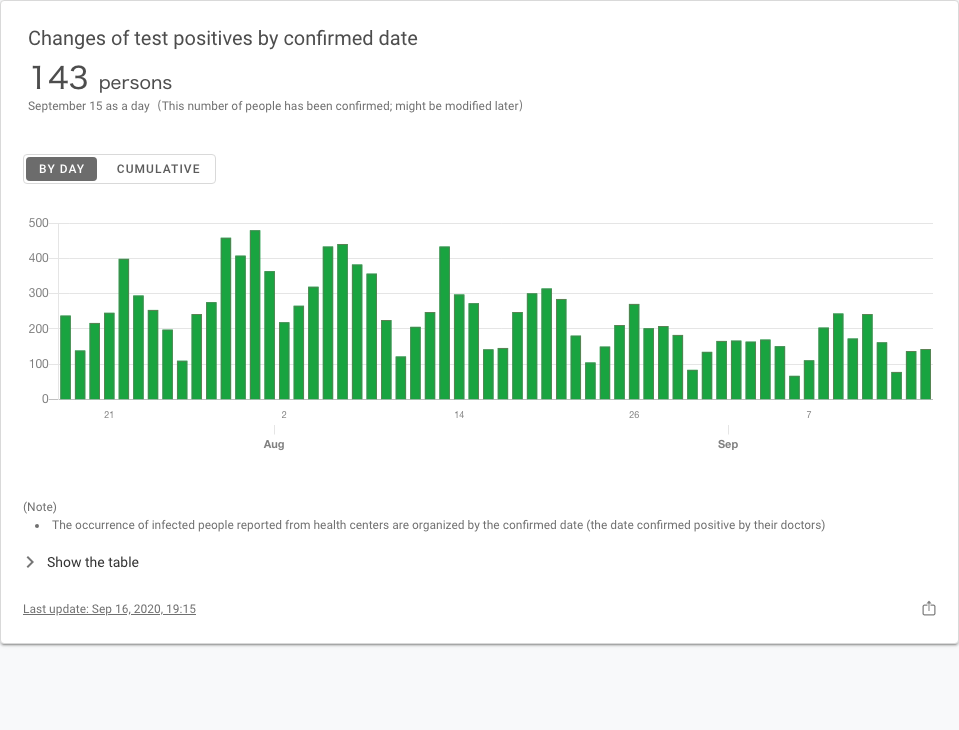 Changes of test positives by confirmed date
143 persons
September 15 as a day（This number of people has been confirmed; might be modified later）
BY DAY CUMULATIVE
500
400
300
200
100
0
21 2 14 26 7
Aug Sep
(Note)
• The occurrence of infected people reported from health centers are organized by the confirmed date (the date confirmed positive by their doctors)
Show the table
Last update: Sep 16, 2020, 19:15